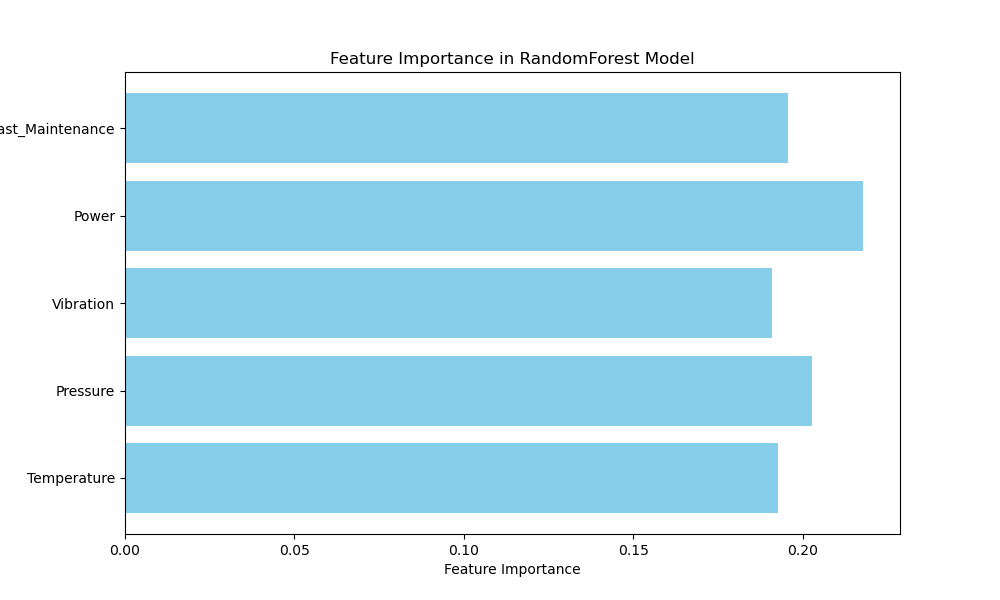 Feature Importance in RandomForest Model
ast_Maintenance
Power
Vibration
Pressure
Temperature
0.00 0.05 0.10 0.15 0.20
Feature Importance